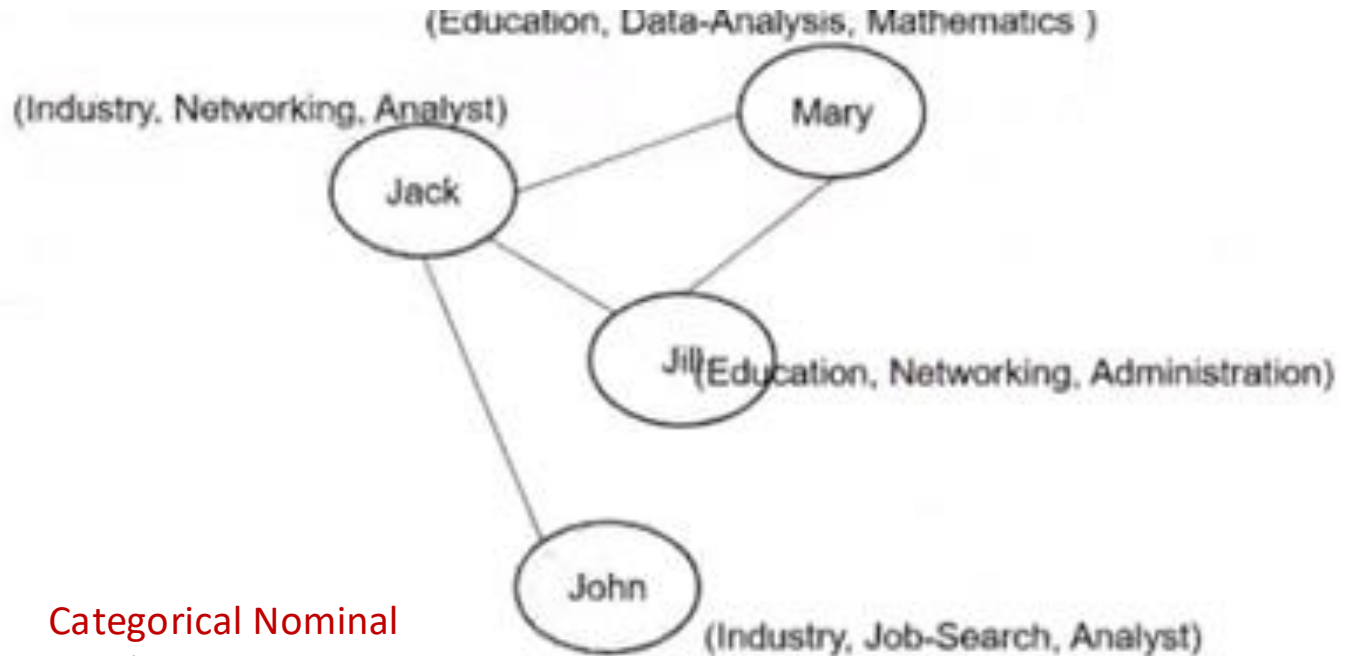 (Education, Data-Analysis, Mathematics )
(Industry, Networking, Analyst)
Mary
Jack
Jill
(Education, Networking, Administration)
John
Categorical Nominal
(Industry, Job-Search, Analyst)